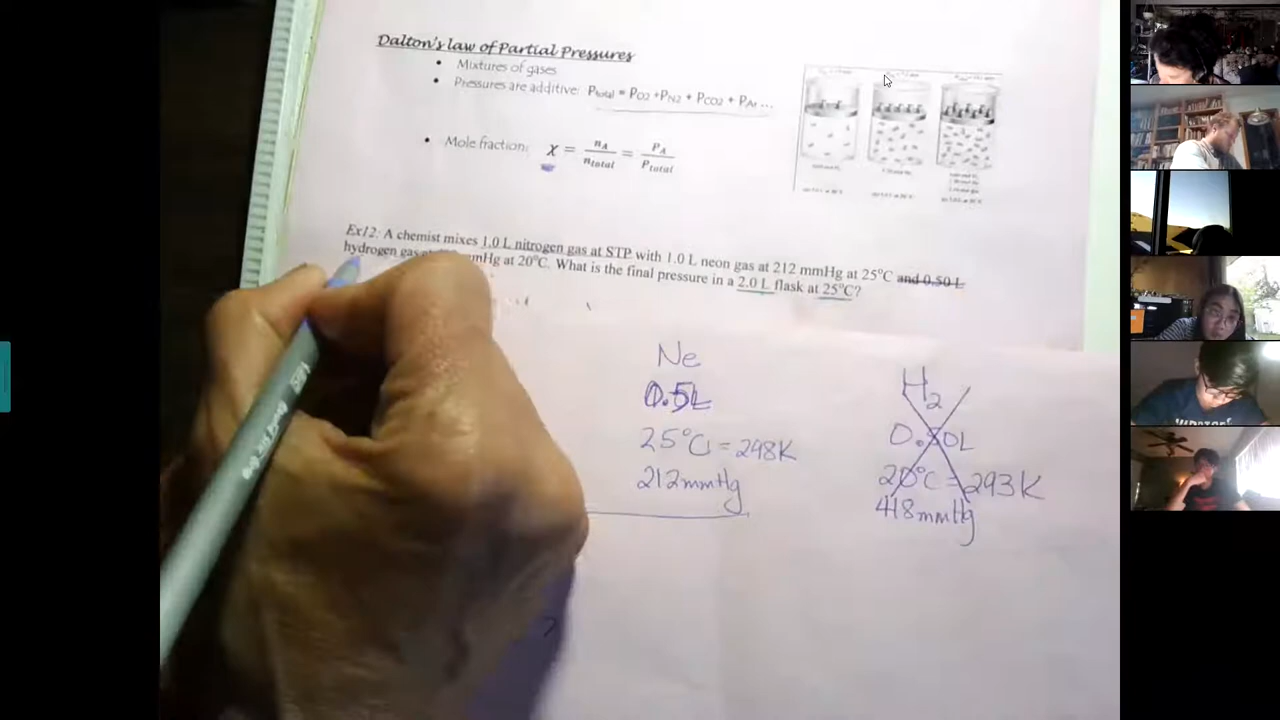 Dalton's law of Partial Pressures
• Mixtures of gases
• Pressures are additive: Ptotal = PO2 +PN2 + PCO2 + PAr ...
• Mole fraction: χ = nA/ntotal = PA/Ptotal
Ex12: A chemist mixes 1.0 L nitrogen gas at STP with 1.0 L neon gas at 212 mmHg at 25°C and 0.50 L
hydrogen gas at mmHg at 20°C. What is the final pressure in a 2.0 L flask at 25°C?
Ne
0.5L
25°C = 298K
212mmHg
H2
0.50L
20°C = 293K
418mmHg